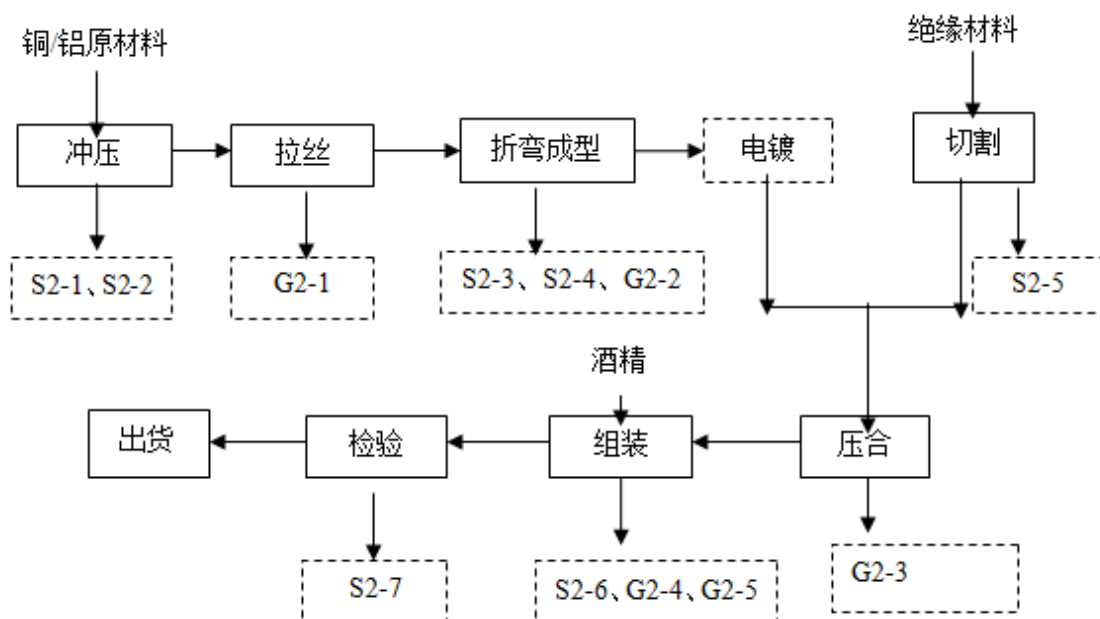 铜/铝原材料
绝缘材料
冲压
拉丝
折弯成型
电镀
切割
S2-1、S2-2
G2-1
S2-3、S2-4、G2-2
S2-5
酒精
出货
检验
组装
压合
S2-7
S2-6、G2-4、G2-5
G2-3